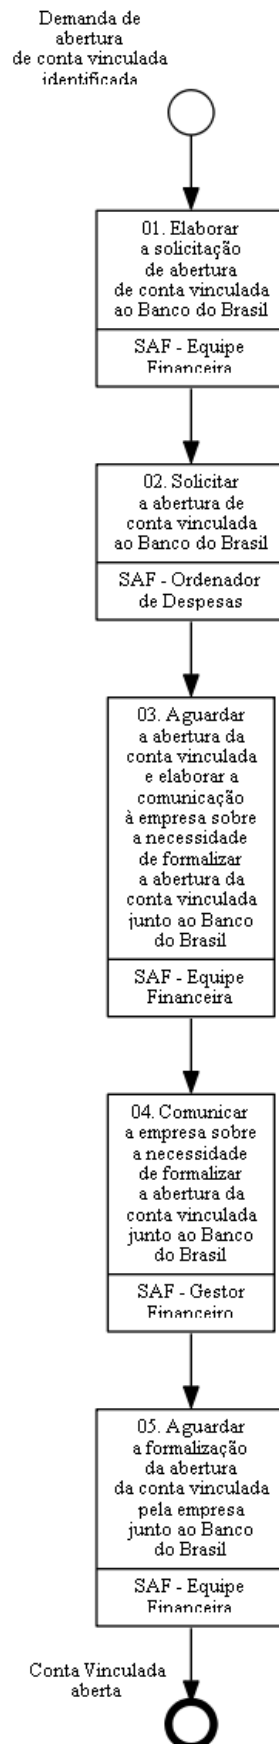 Demanda de
abertura
de conta vinculada
identificada
01. Elaborar
a solicitação
de abertura
de conta vinculada
ao Banco do Brasil
SAF - Equipe
Financeira
02. Solicitar
a abertura de
conta vinculada
ao Banco do Brasil
SAF - Ordenador
de Despesas
03. Aguardar
a abertura da
conta vinculada
e elaborar a
comunicação
à empresa sobre
a necessidade
de formalizar
a abertura da
conta vinculada
junto ao Banco
do Brasil
SAF - Equipe
Financeira
04. Comunicar
a empresa sobre
a necessidade
de formalizar
a abertura da
conta vinculada
junto ao Banco
do Brasil
SAF - Gestor
Financeiro
05. Aguardar
a formalização
da abertura
da conta vinculada
pela empresa
junto ao Banco
do Brasil
SAF - Equipe
Financeira
Conta Vinculada
aberta